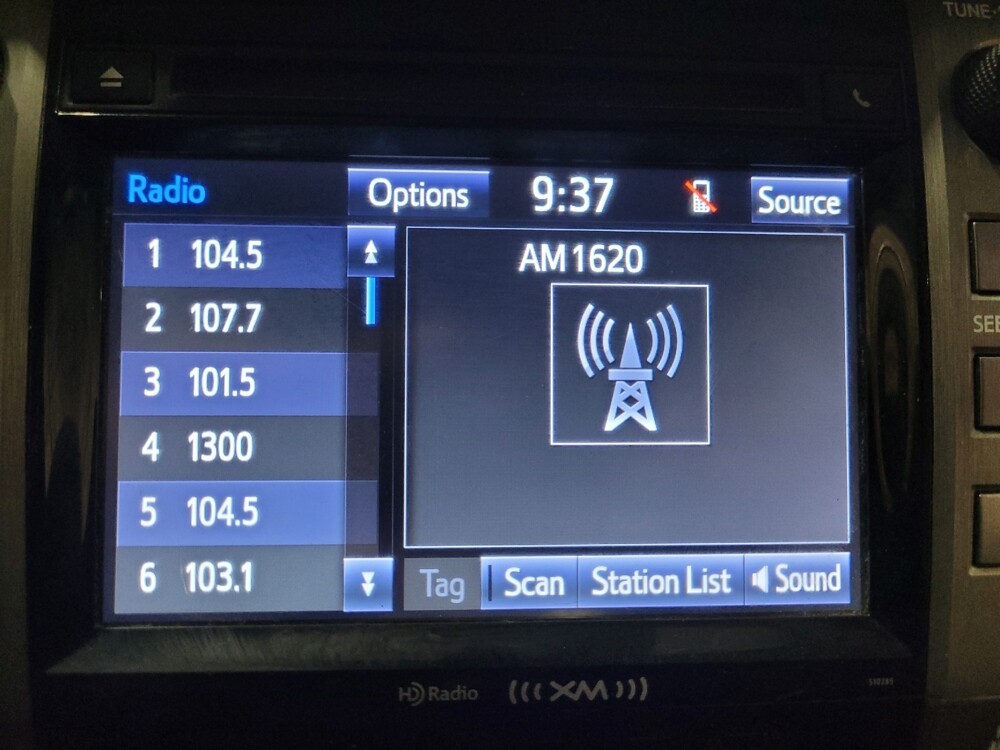 TUNE
Radio
Options
9:37
Source
1 104.5
2 107.7
3 101.5
4 1300
5 104.5
6 103.1
AM 1620
Tag
Scan
Station List
Sound
HD Radio
XM